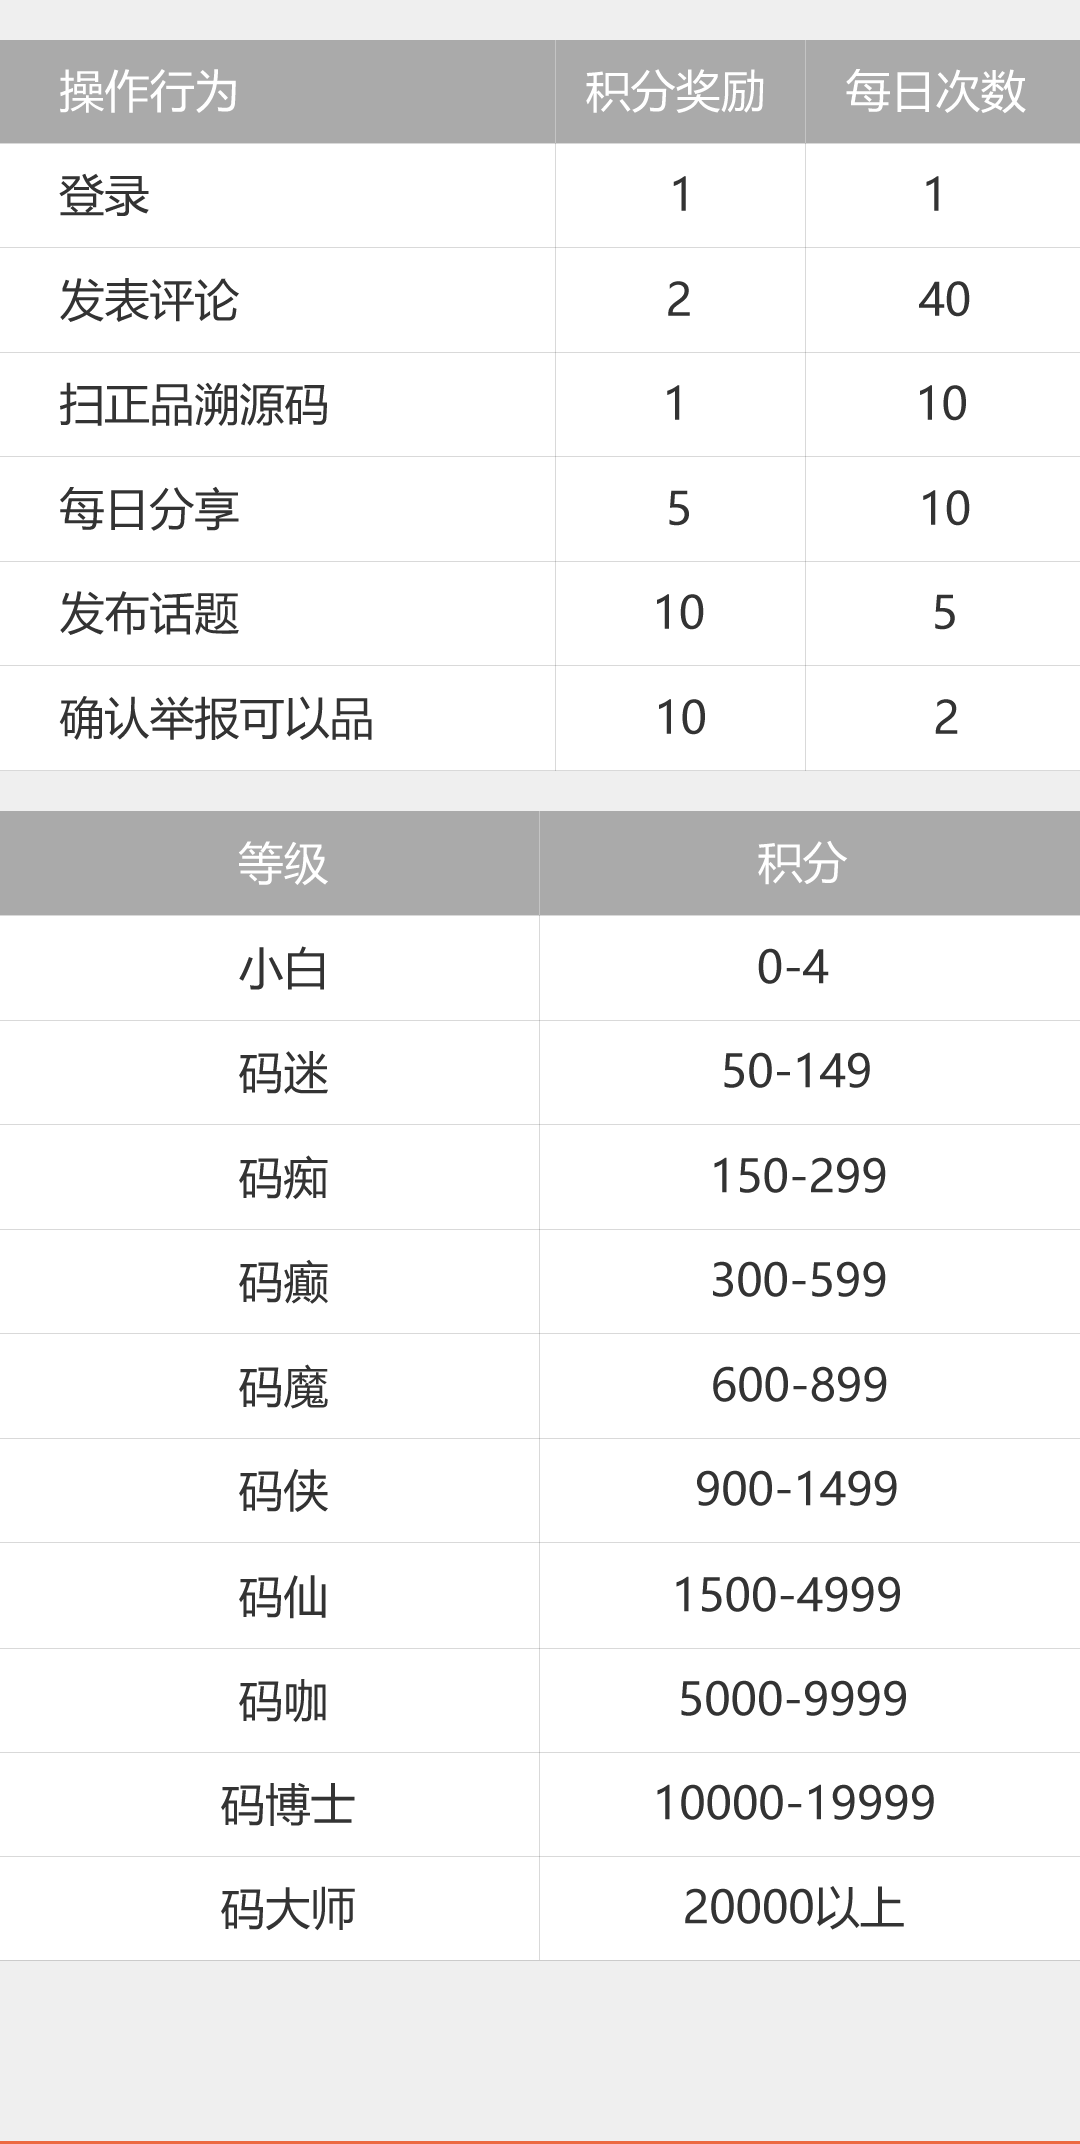 操作行为 积分奖励 每日次数
登录 1 1
发表评论 2 40
扫正品溯源码 1 10
每日分享 5 10
发布话题 10 5
确认举报可以品 10 2
等级 积分
小白 0-4
码迷 50-149
码痴 150-299
码癫 300-599
码魔 600-899
码侠 900-1499
码仙 1500-4999
码咖 5000-9999
码博士 10000-19999
码大师 20000以上